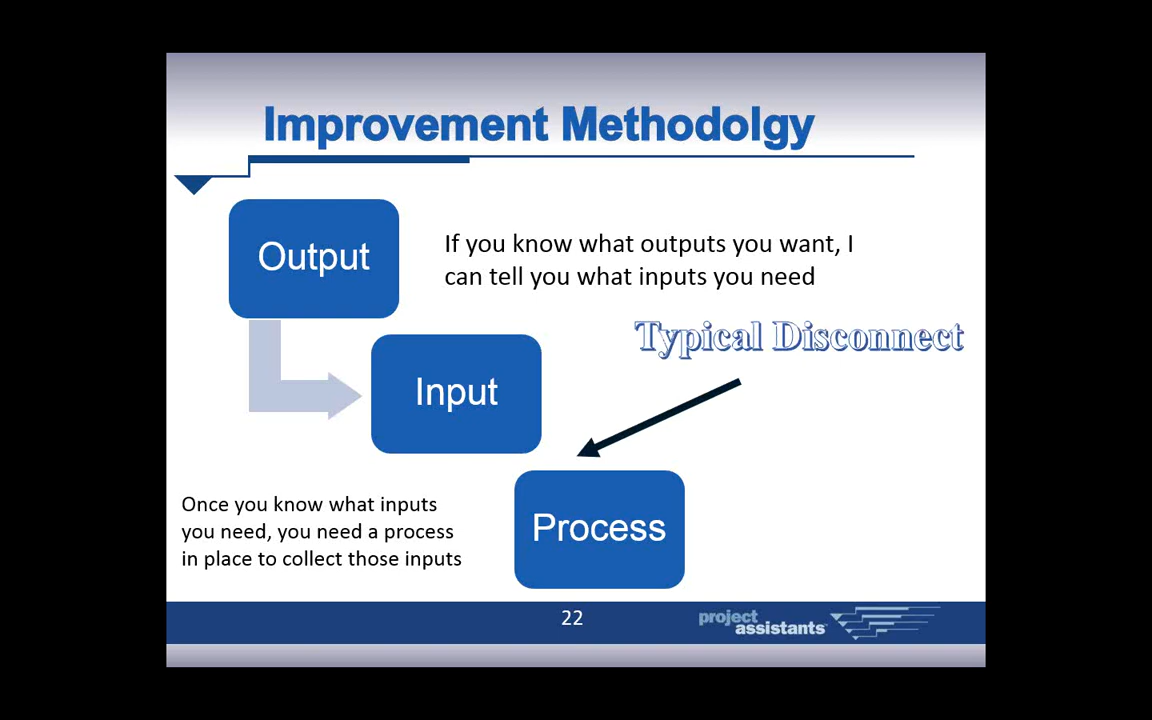 Improvement Methodolgy
Output
If you know what outputs you want, I
can tell you what inputs you need
Typical Disconnect
Input
Once you know what inputs
you need, you need a process
in place to collect those inputs
Process
22
project
assistants